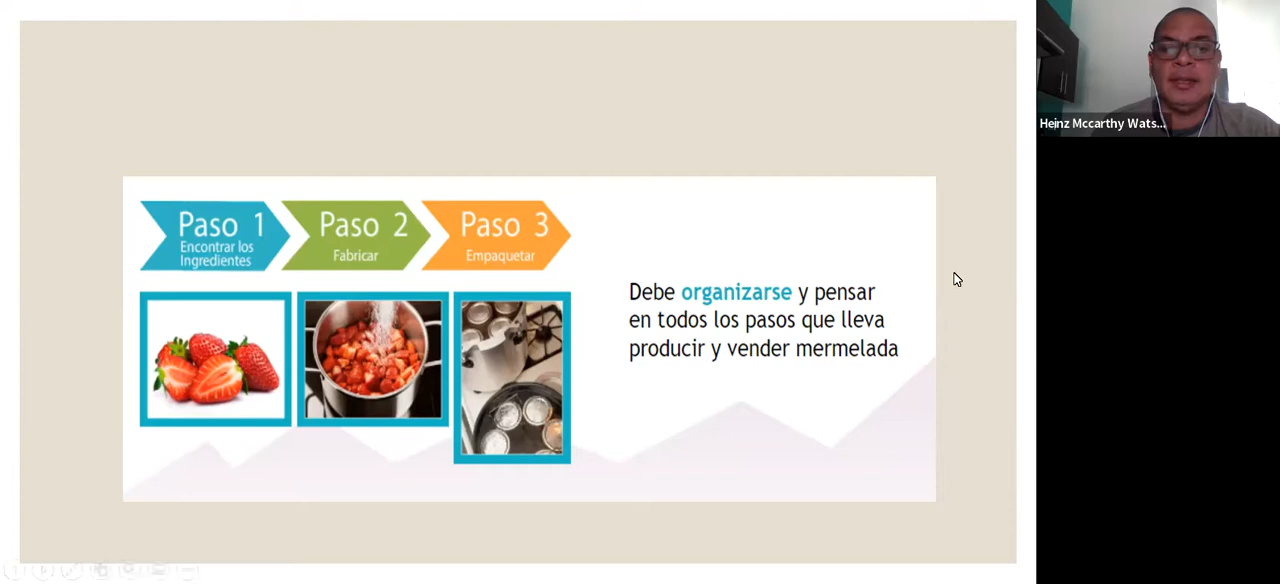 Paso 1
Encontrar los
Ingredientes
Paso 2
Fabricar
Paso 3
Empaquetar
Debe organizarse y pensar
en todos los pasos que lleva
producir y vender mermelada
Heinz Mccarthy Wats...